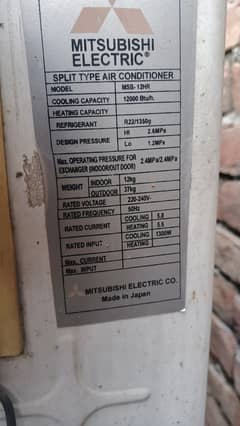 MITSUBISHI
ELECTRIC®
SPLIT TYPE AIR CONDITIONER
MODEL MSB-12HR
COOLING CAPACITY 12000 Btu/h.
HEATING CAPACITY
REFRIGERANT R22/1350g
DESIGN PRESSURE Hi 2.6MPa
Lo 1.2MPa
Max. OPERATING PRESSURE FOR
EXCHANGER (INDOOR/OUT DOOR) 2.4MPa/2.4MPa
WEIGHT INDOOR 12kg
OUTDOOR 37kg
RATED VOLTAGE 220-240V-
RATED FREQUENCY 50Hz
RATED CURRENT COOLING 5.8
HEATING 5.5
RATED INPUT COOLING 1300W
HEATING
MAX. CURRENT
MAX. INPUT
MITSUBISHI ELECTRIC CO.
Made in Japan